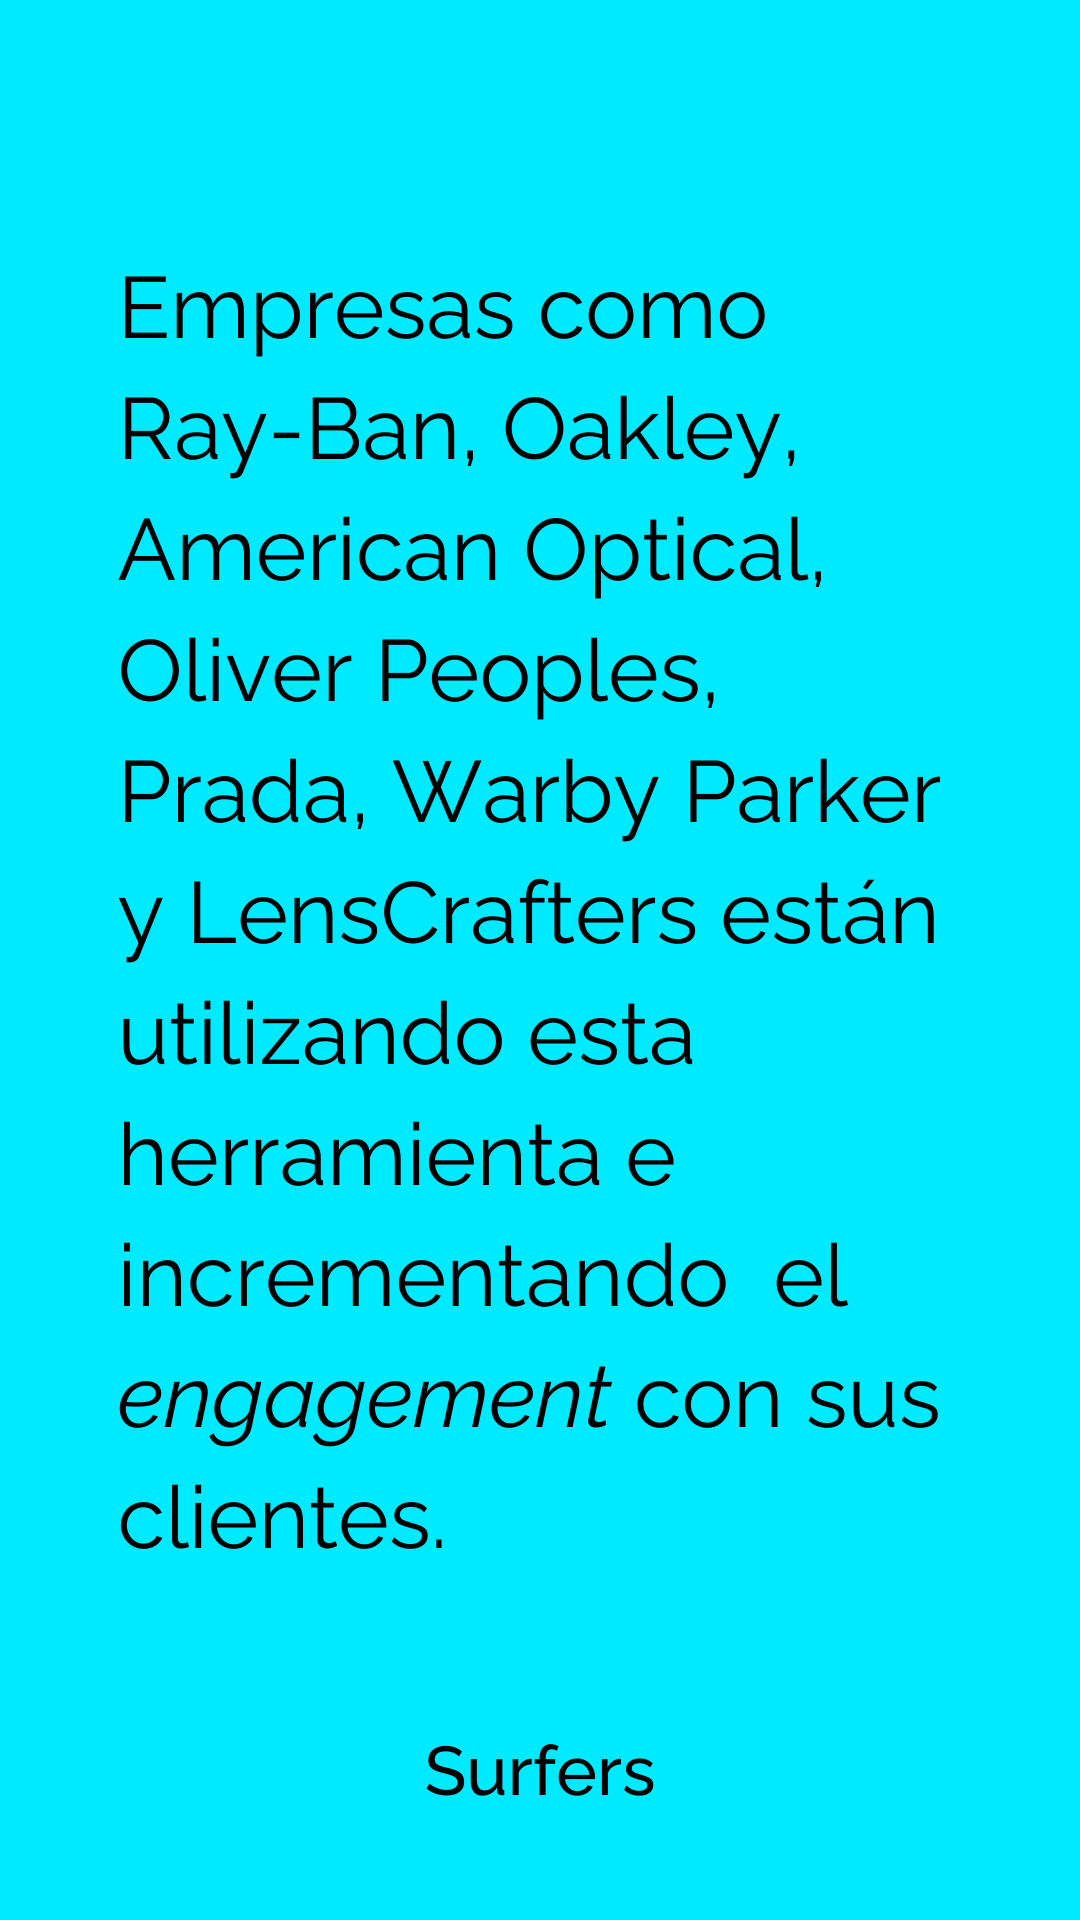 Empresas como
Ray-Ban, Oakley,
American Optical,
Oliver Peoples,
Prada, Warby Parker
y LensCrafters están
utilizando esta
herramienta e
incrementando  el
engagement con sus
clientes.
Surfers